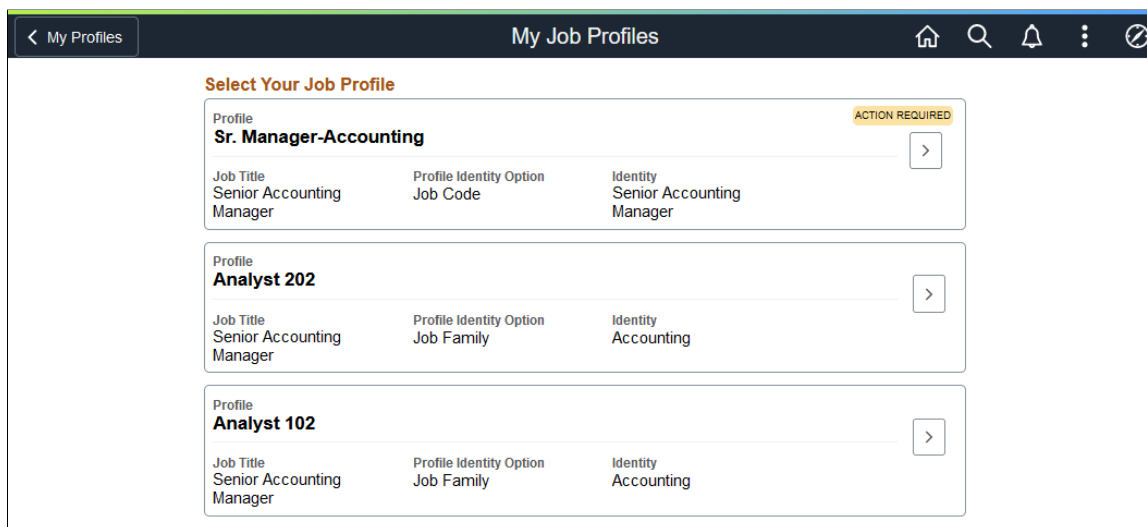 My Profiles
My Job Profiles
Select Your Job Profile
Profile
ACTION REQUIRED
Sr. Manager-Accounting
Job Title
Profile Identity Option
Identity
Senior Accounting
Job Code
Senior Accounting
Manager
Manager
Profile
Analyst 202
Job Title
Profile Identity Option
Identity
Senior Accounting
Job Family
Accounting
Manager
Profile
Analyst 102
Job Title
Profile Identity Option
Identity
Senior Accounting
Job Family
Accounting
Manager